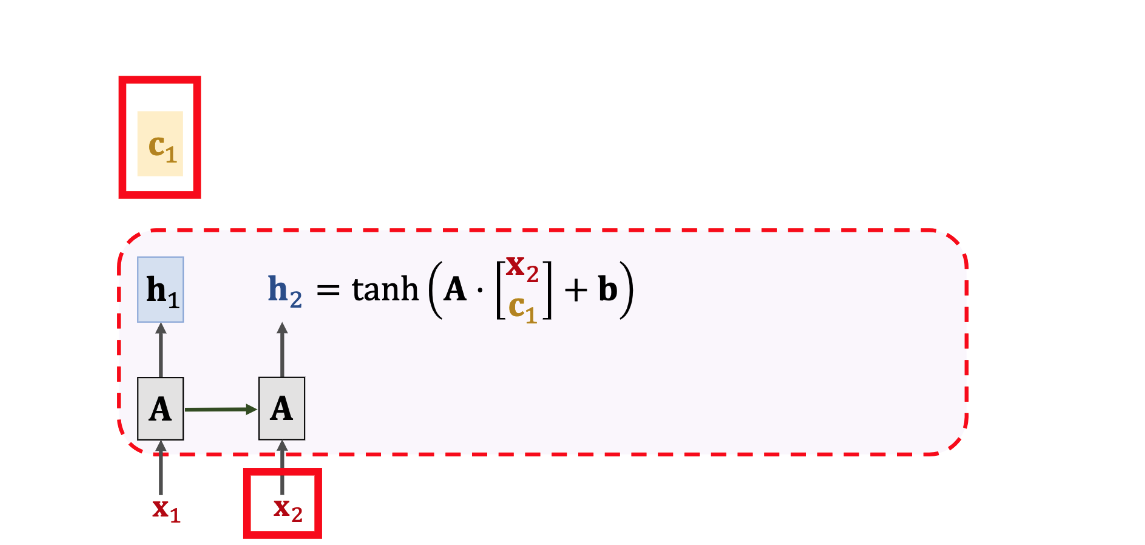 c₁
h₁
h₂ = tanh(A · [x₂ c₁] + b)
A
A
x₁
x₂